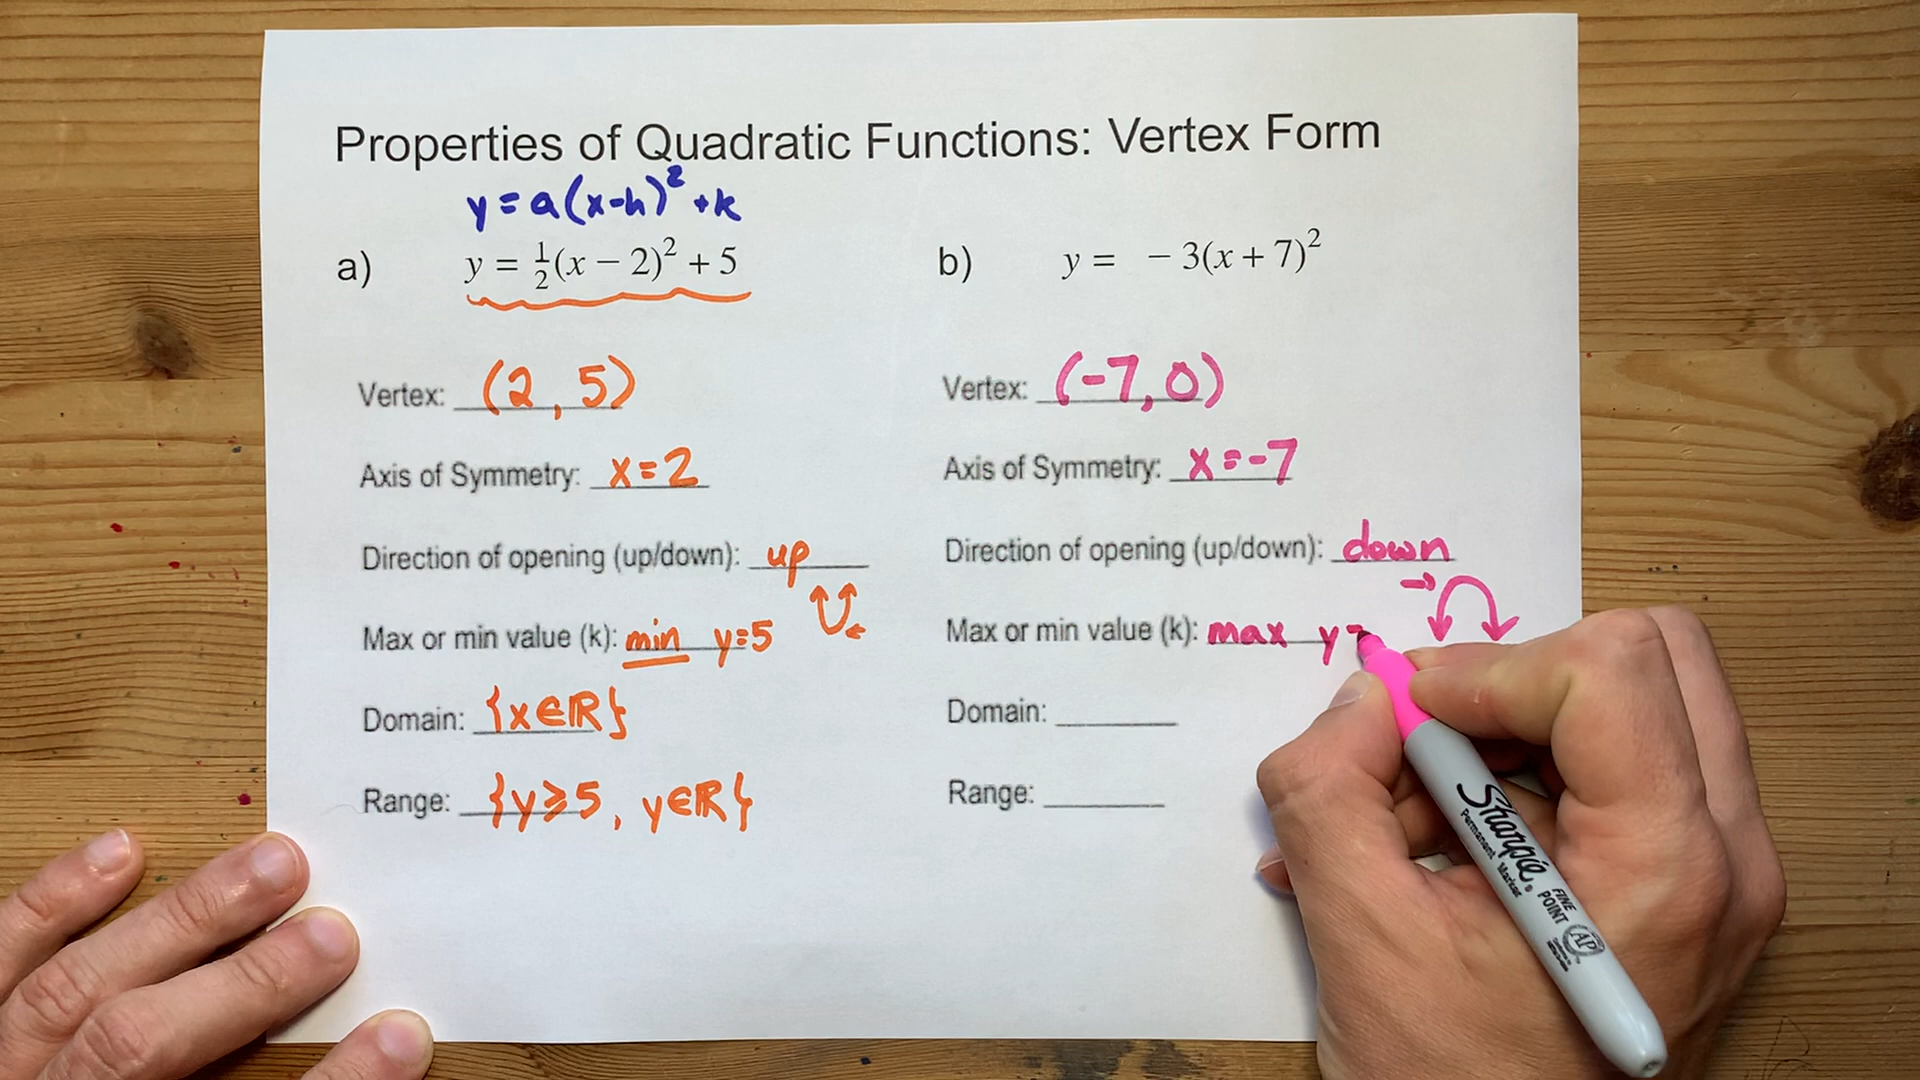 Properties of Quadratic Functions: Vertex Form
y = a(x-h)² + k
a) y = ½(x − 2)² + 5
Vertex: (2, 5)
Axis of Symmetry: x = 2
Direction of opening (up/down): up
Max or min value (k): min y=5
Domain: {x∈ℝ}
Range: {y≥5, y∈ℝ}
b) y = − 3(x + 7)²
Vertex: (-7, 0)
Axis of Symmetry: x = -7
Direction of opening (up/down): down
Max or min value (k): max y=
Domain:
Range:
Sharpie.
Permanent Marker
FINE
POINT
AP